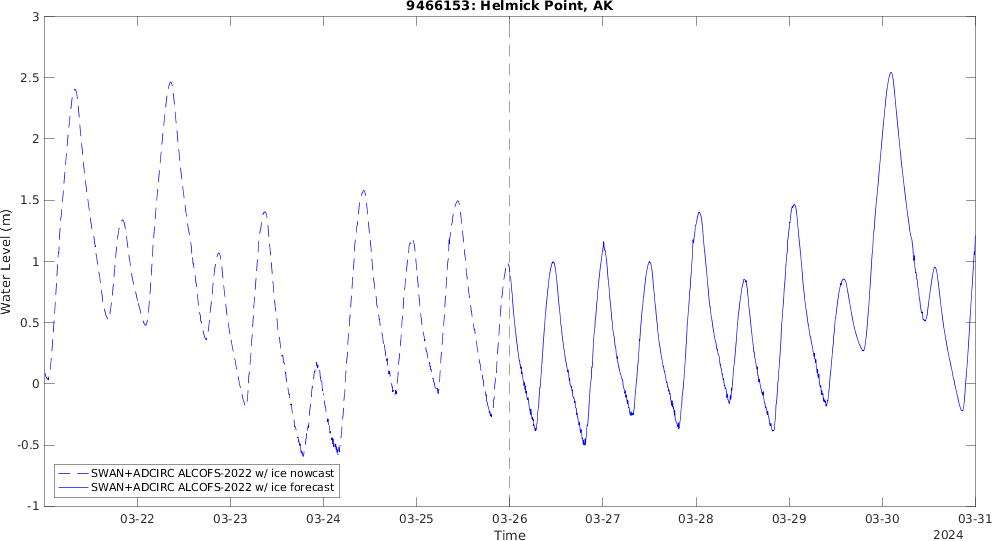 9466153: Helmick Point, AK
3
2.5
2
1.5
1
0.5
0
-0.5
-1
Water Level (m)
SWAN+ADCIRC ALCOFS-2022 w/ ice nowcast
SWAN+ADCIRC ALCOFS-2022 w/ ice forecast
03-22 03-23 03-24 03-25 03-26 03-27 03-28 03-29 03-30 03-31
Time
2024